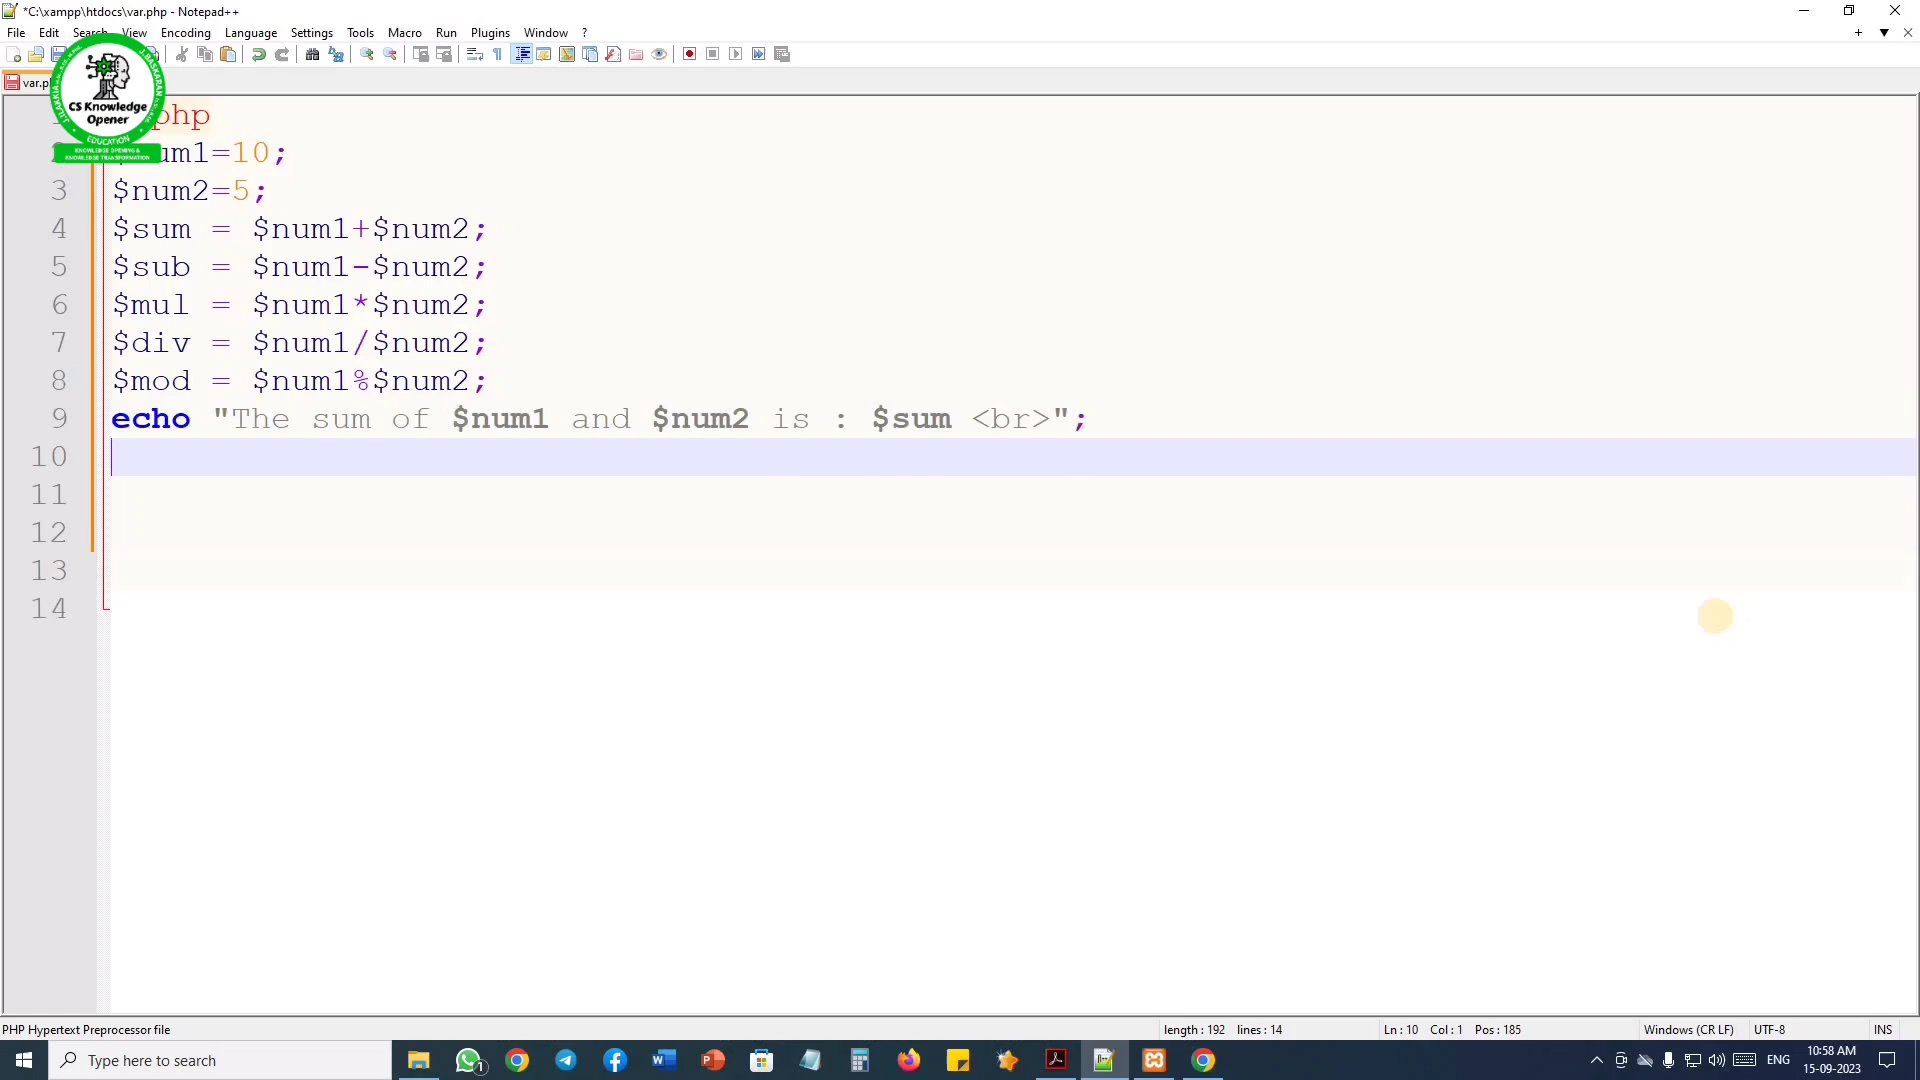 *C:\xampp\htdocs\var.php - Notepad++
File Edit Search View Encoding Language Settings Tools Macro Run Plugins Window ?
var.p
CS Knowledge
Opener
EDUCATION
KNOWLEDGE OPENING &
KNOWLEDGE TRANSFORMATION
php
2 um1=10;
3 $num2=5;
4 $sum = $num1+$num2;
5 $sub = $num1-$num2;
6 $mul = $num1*$num2;
7 $div = $num1/$num2;
8 $mod = $num1%$num2;
9 echo "The sum of $num1 and $num2 is : $sum <br>";
10
11
12
13
14
PHP Hypertext Preprocessor file length : 192 lines : 14 Ln : 10 Col : 1 Pos : 185 Windows (CR LF) UTF-8 INS
Type here to search
1
ENG
10:58 AM
15-09-2023